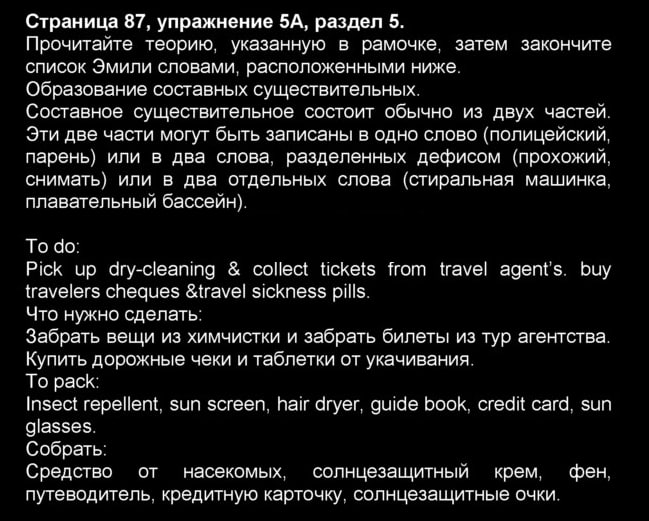 Страница 87, упражнение 5А, раздел 5.
Прочитайте теорию, указанную в рамочке, затем закончите
список Эмили словами, расположенными ниже.
Образование составных существительных.
Составное существительное состоит обычно из двух частей.
Эти две части могут быть записаны в одно слово (полицейский,
парень) или в два слова, разделенных дефисом (прохожий,
снимать) или в два отдельных слова (стиральная машинка,
плавательный бассейн).
To do:
Pick up dry-cleaning & collect tickets from travel agent's. buy
travelers cheques &travel sickness pills.
Что нужно сделать:
Забрать вещи из химчистки и забрать билеты из тур агентства.
Купить дорожные чеки и таблетки от укачивания.
To pack:
Insect repellent, sun screen, hair dryer, guide book, credit card, sun
glasses.
Собрать:
Средство от насекомых, солнцезащитный крем, фен,
путеводитель, кредитную карточку, солнцезащитные очки.